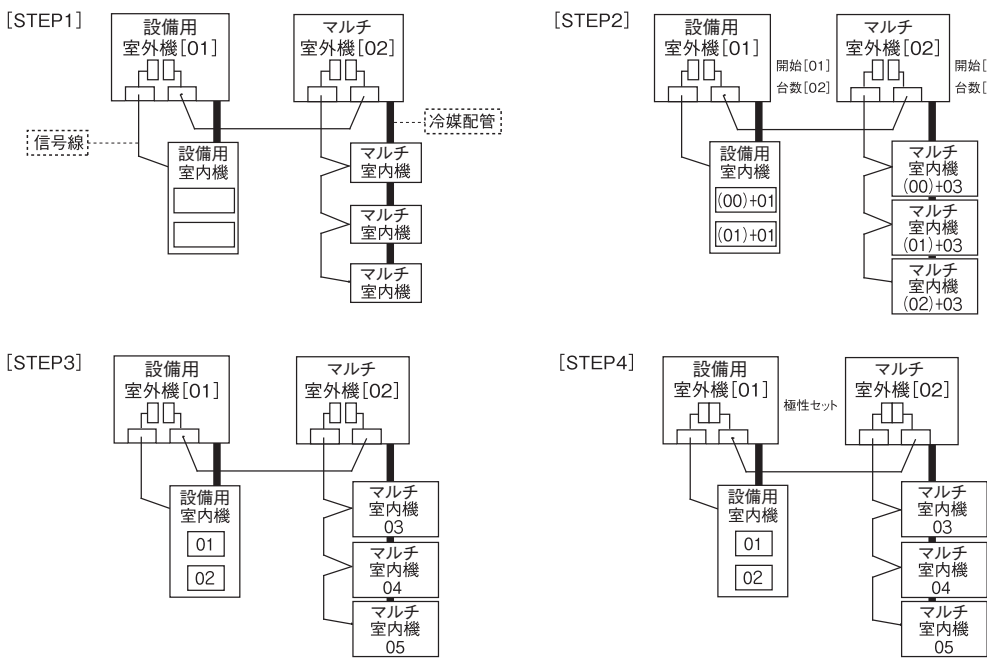 [STEP1]
設備用
室外機[01]
マルチ
室外機[02]
冷媒配管
信号線
設備用
室内機
マルチ
室内機
マルチ
室内機
マルチ
室内機
[STEP2]
設備用
室外機[01]
開始[01]
台数[02]
マルチ
室外機[02]
開始[
台数[
設備用
室内機
(00)+01
(01)+01
マルチ
室内機
(00)+03
マルチ
室内機
(01)+03
マルチ
室内機
(02)+03
[STEP3]
設備用
室外機[01]
マルチ
室外機[02]
設備用
室内機
01
02
マルチ
室内機
03
マルチ
室内機
04
マルチ
室内機
05
[STEP4]
設備用
室外機[01]
極性セット
マルチ
室外機[02]
設備用
室内機
01
02
マルチ
室内機
03
マルチ
室内機
04
マルチ
室内機
05